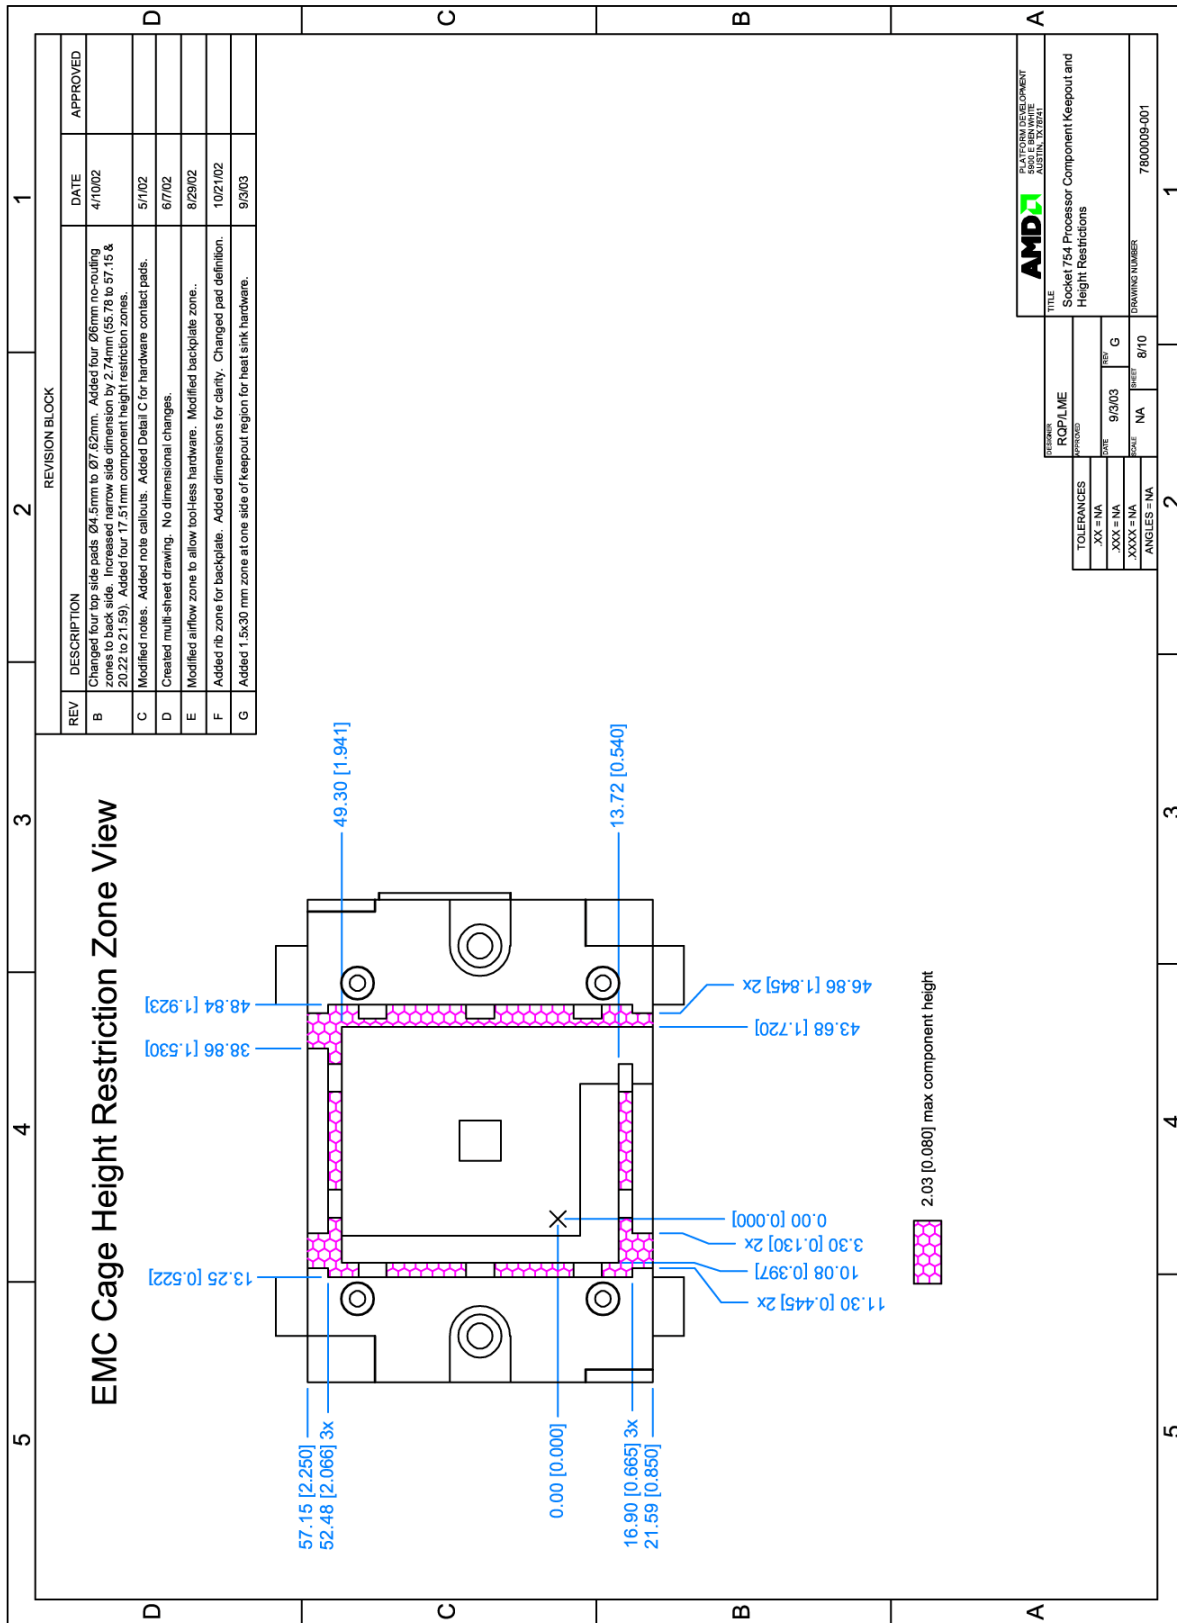 EMC Cage Height Restriction Zone View
REVISION BLOCK
REV DESCRIPTION DATE APPROVED
B Changed four top side pads Ø4.5mm to Ø7.62mm. Added four Ø6mm no-routing 4/10/02
zones to back side. Increased narrow side dimension by 2.74mm (55.78 to 57.15 &
20.22 to 21.59). Added four 17.51mm component height restriction zones.
C Modified notes. Added note callouts. Added Detail C for hardware contact pads. 5/1/02
D Created multi-sheet drawing. No dimensional changes. 6/7/02
E Modified airflow zone to allow tool-less hardware. Modified backplate zone.. 8/29/02
F Added rib zone for backplate. Added dimensions for clarity. Changed pad definition. 10/21/02
G Added 1.5x30 mm zone at one side of keepout region for heat sink hardware. 9/3/03
5 4 3 2 1
D
C
B
A
13.25 [0.522]
38.86 [1.530]
48.84 [1.923]
57.15 [2.250]
52.48 [2.066] 3x
49.30 [1.941]
0.00 [0.000]
16.90 [0.665] 3x
21.59 [0.850]
13.72 [0.540]
11.30 [0.445] 2x
10.08 [0.397]
3.30 [0.130] 2x
0.00 [0.000]
43.68 [1.720]
46.86 [1.845] 2x
2.03 [0.080] max component height
TOLERANCES
.XX = NA
.XXX = NA
.XXXX = NA
ANGLES = NA
DESIGNER
RQP/LME
APPROVED
DATE
9/3/03
REV
G
SCALE
NA
SHEET
8/10
AMD
PLATFORM DEVELOPMENT
5900 E BEN WHITE
AUSTIN, TX 78741
TITLE
Socket 754 Processor Component Keepout and
Height Restrictions
DRAWING NUMBER
7800009-001
D
C
B
A
5 4 3 2 1